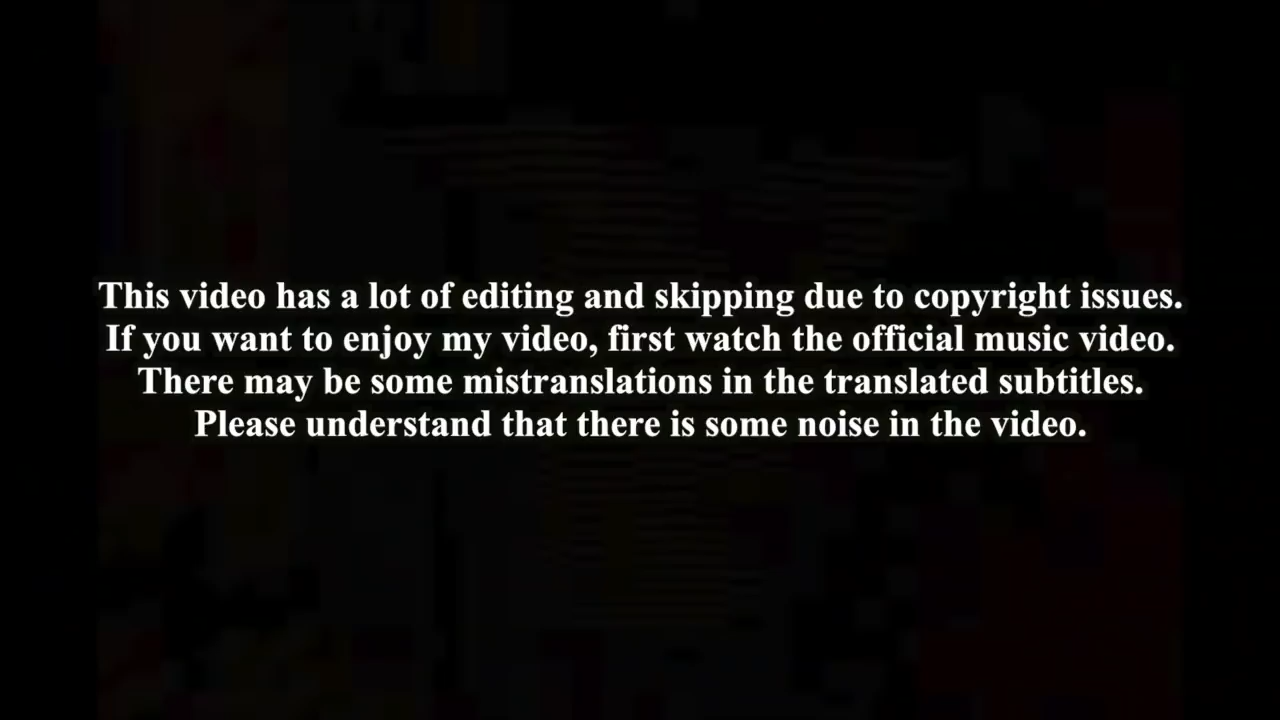 This video has a lot of editing and skipping due to copyright issues.
If you want to enjoy my video, first watch the official music video.
There may be some mistranslations in the translated subtitles.
Please understand that there is some noise in the video.